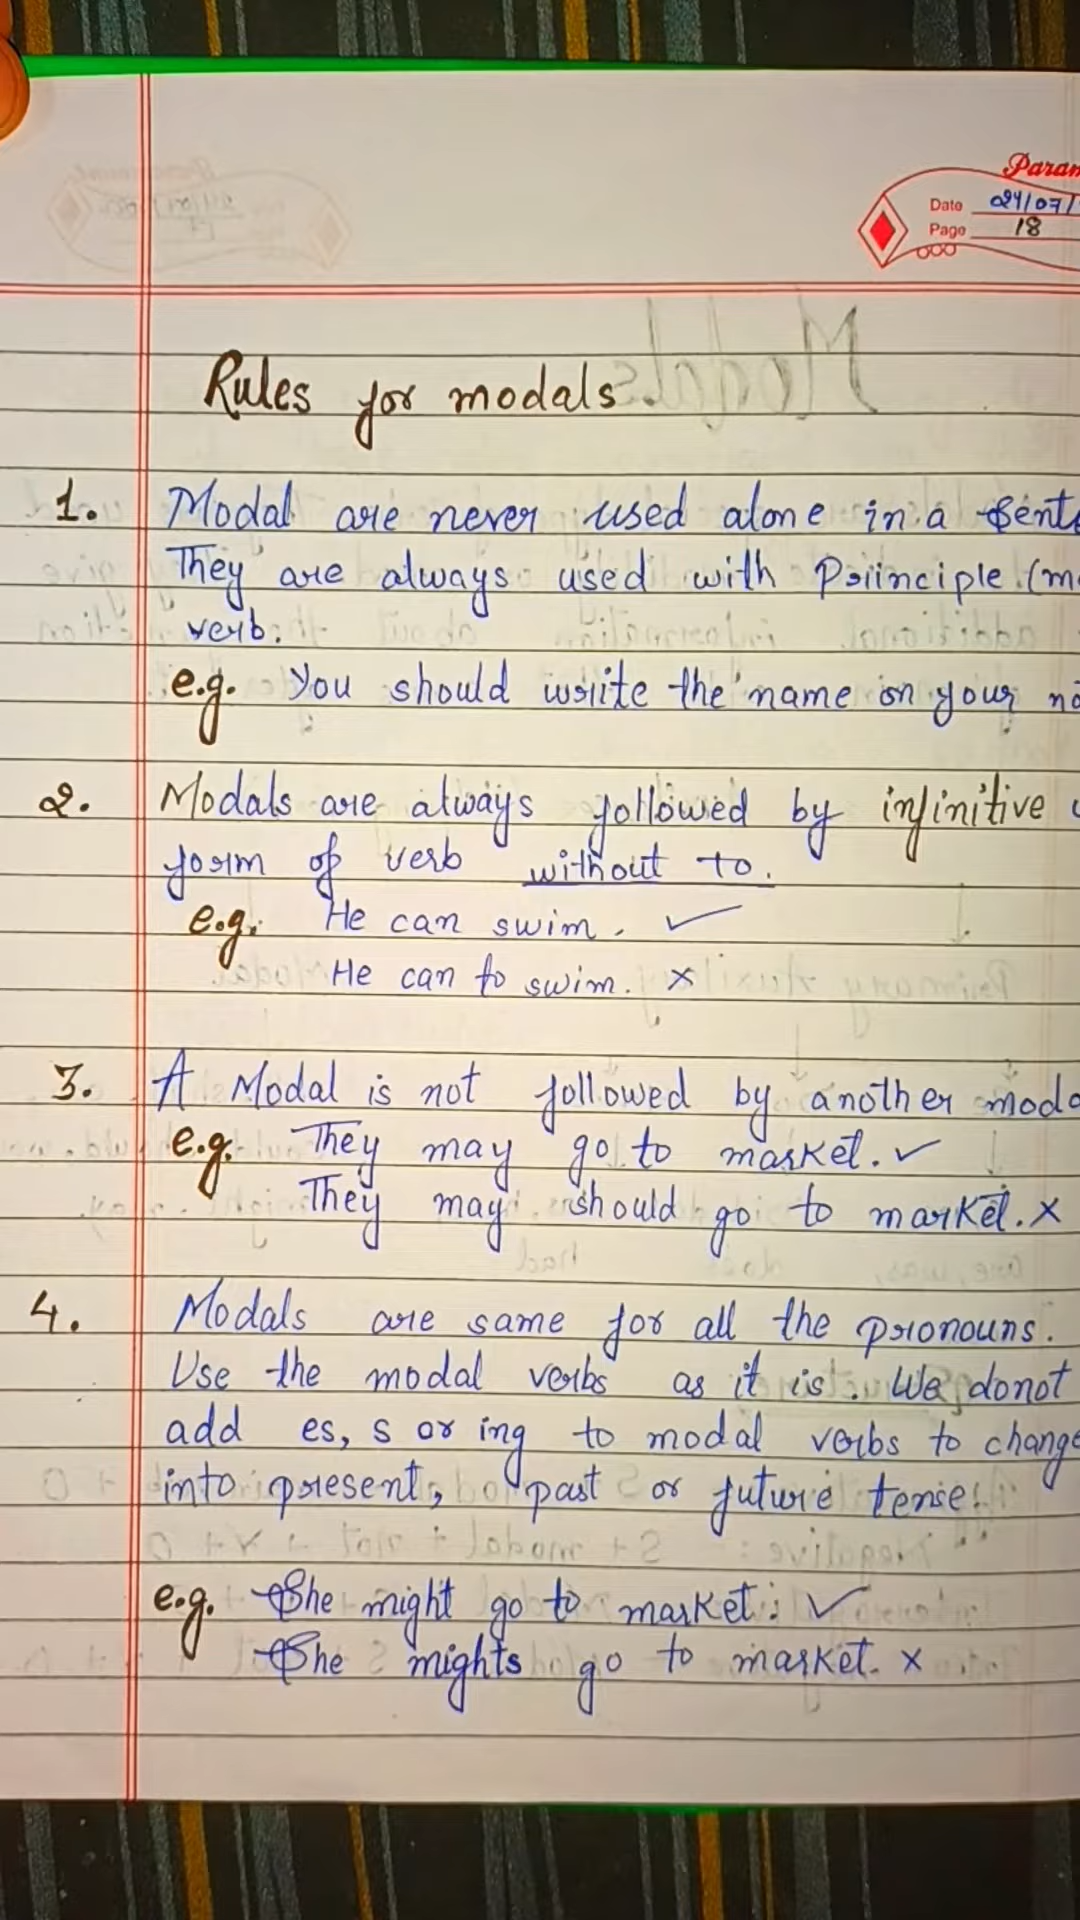 Param
Date 24/07/
Page 18
Rules for modals.
1. Modal are never used alone in a Sent
They are always used with Principle (m
verb.
e.g. You should write the name on your no
2. Modals are always followed by infinitive
form of verb without to.
e.g. He can swim. ✓
He can to swim. ×
3. A Modal is not followed by another moda
e.g. They may go to market. ✓
They may should go to market. ×
4. Modals are same for all the pronouns.
Use the modal verbs as it is. We donot
add es, s or ing to modal verbs to change
into present, past or future tense.
e.g. She might go to market. ✓
She mights go to market. ×